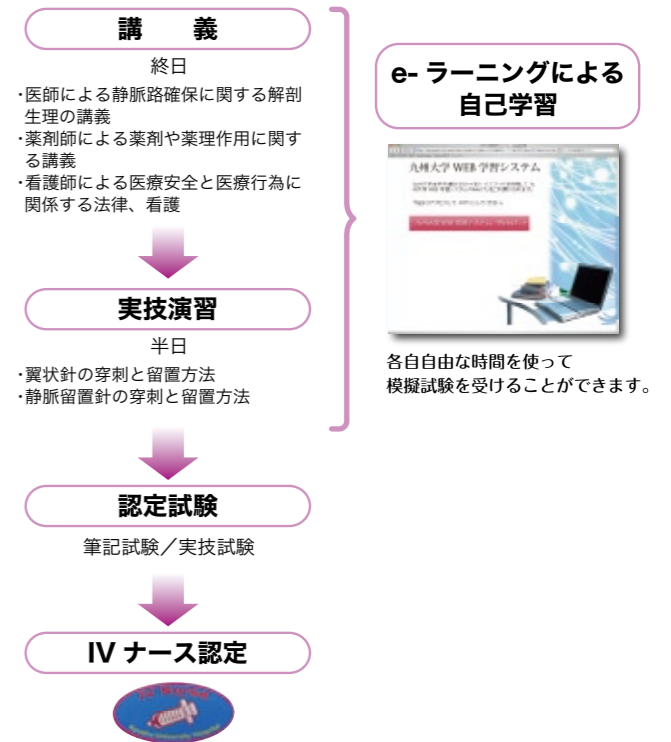 講 義
終日
・医師による静脈路確保に関する解剖
生理の講義
・薬剤師による薬剤や薬理作用に関す
る講義
・看護師による医療安全と医療行為に
関係する法律、看護
実技演習
半日
・翼状針の穿刺と留置方法
・静脈留置針の穿刺と留置方法
認定試験
筆記試験／実技試験
IV ナース認定
e- ラーニングによる
自己学習
九州大学 WEB 学習システム
各自自由な時間を使って
模擬試験を受けることができます。